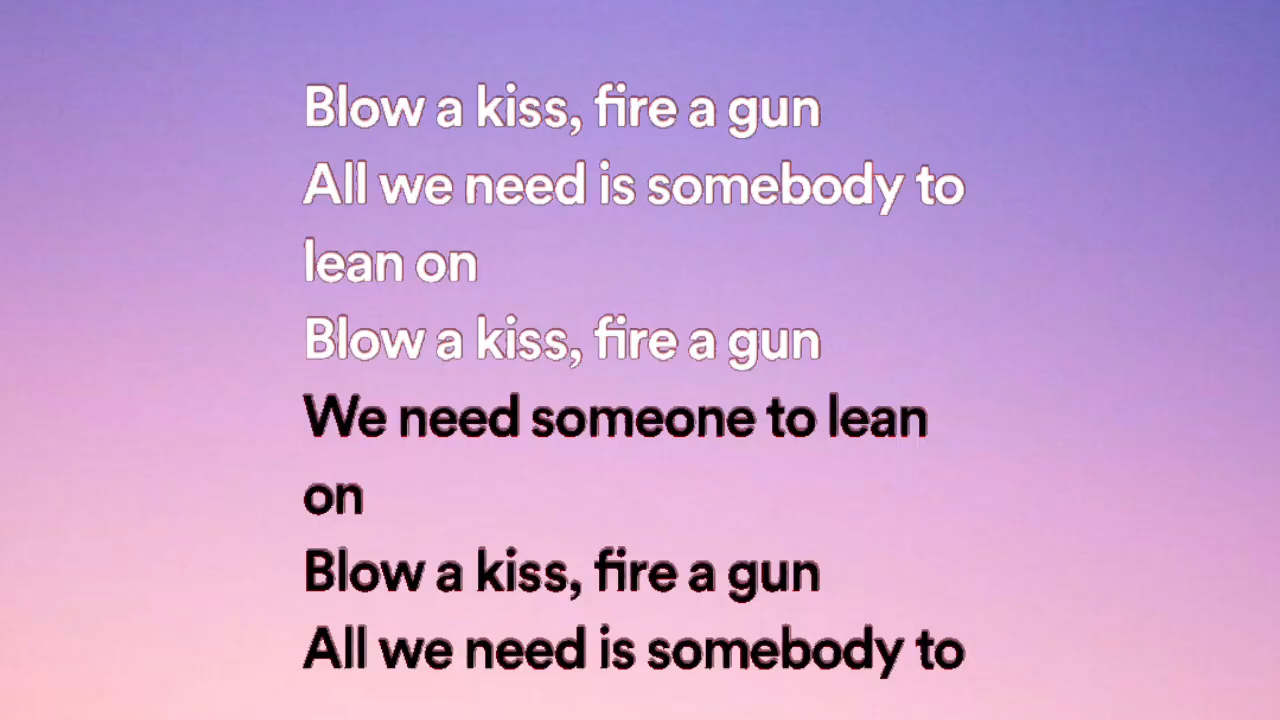 Blow a kiss, fire a gun
All we need is somebody to
lean on
Blow a kiss, fire a gun
We need someone to lean
on
Blow a kiss, fire a gun
All we need is somebody to